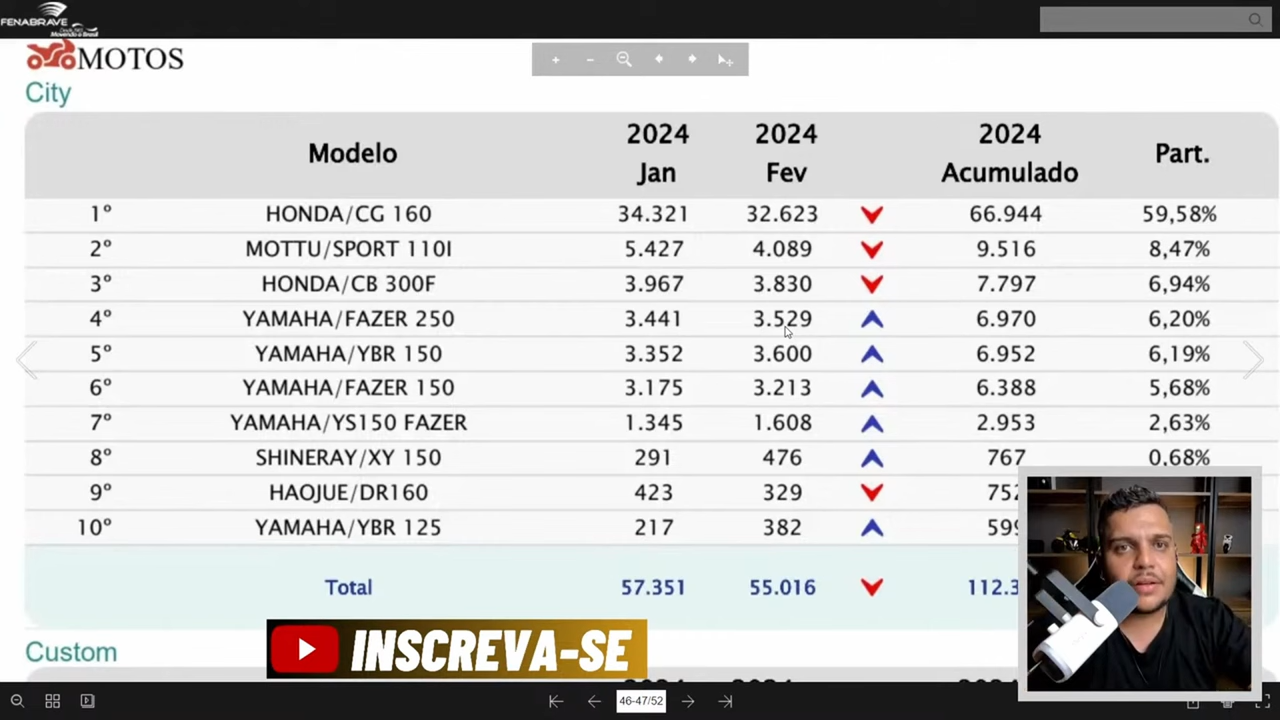 FENABRAVE
Movendo o Brasil
MOTOS
City
Modelo 2024 Jan 2024 Fev 2024 Acumulado Part.
1º HONDA/CG 160 34.321 32.623 66.944 59,58%
2º MOTTU/SPORT 110I 5.427 4.089 9.516 8,47%
3º HONDA/CB 300F 3.967 3.830 7.797 6,94%
4º YAMAHA/FAZER 250 3.441 3.529 6.970 6,20%
5º YAMAHA/YBR 150 3.352 3.600 6.952 6,19%
6º YAMAHA/FAZER 150 3.175 3.213 6.388 5,68%
7º YAMAHA/YS150 FAZER 1.345 1.608 2.953 2,63%
8º SHINERAY/XY 150 291 476 767 0,68%
9º HAOJUE/DR160 423 329 752
10º YAMAHA/YBR 125 217 382 599
Total 57.351 55.016 112.3
INSCREVA-SE
Custom
46-47/52